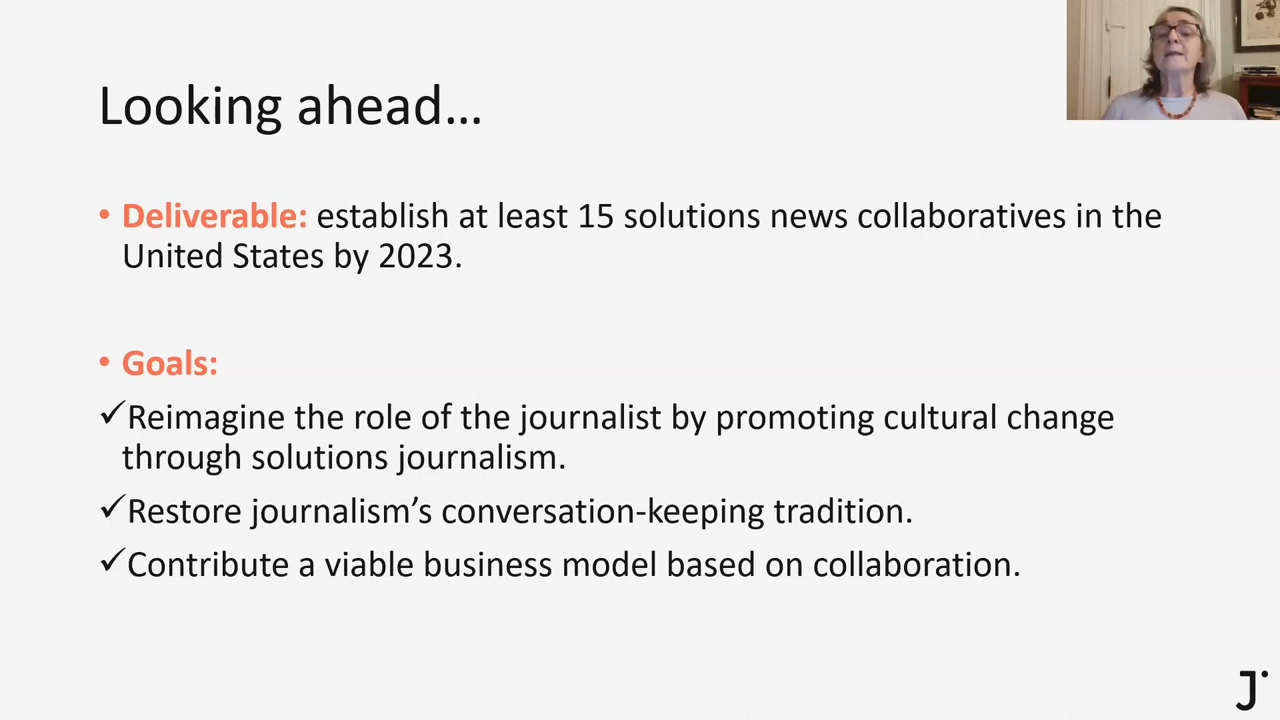 Looking ahead…
• Deliverable: establish at least 15 solutions news collaboratives in the
United States by 2023.
• Goals:
✓Reimagine the role of the journalist by promoting cultural change
through solutions journalism.
✓Restore journalism’s conversation-keeping tradition.
✓Contribute a viable business model based on collaboration.
J